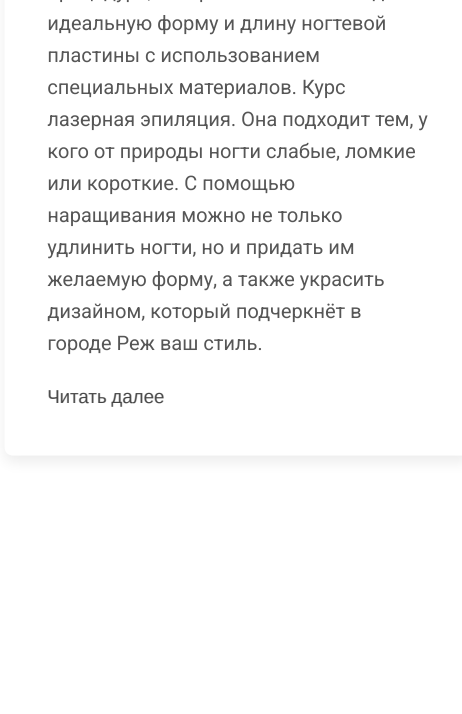 идеальную форму и длину ногтевой
пластины с использованием
специальных материалов. Курс
лазерная эпиляция. Она подходит тем, у
кого от природы ногти слабые, ломкие
или короткие. С помощью
наращивания можно не только
удлинить ногти, но и придать им
желаемую форму, а также украсить
дизайном, который подчеркнёт в
городе Реж ваш стиль.
Читать далее